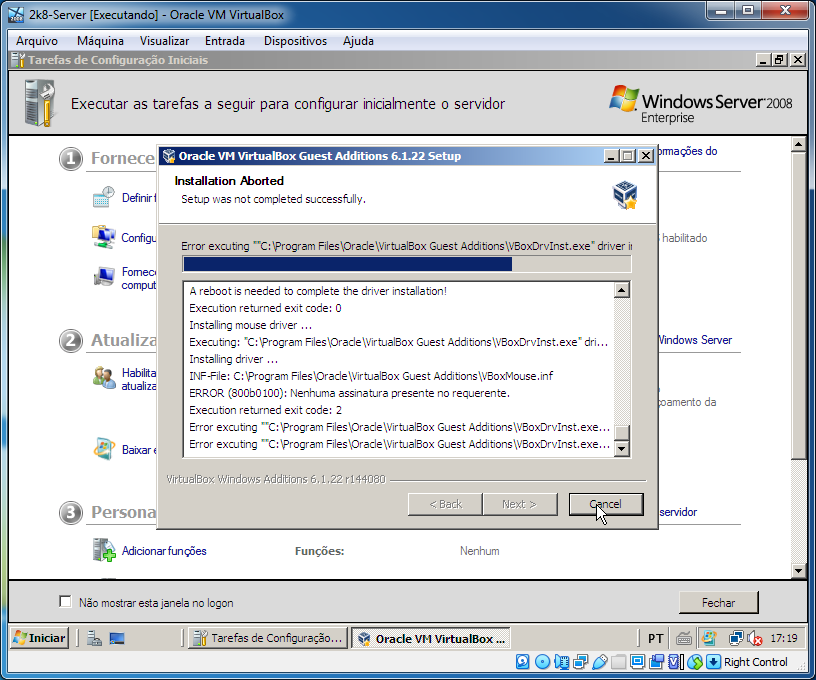 2k8-Server [Executando] - Oracle VM VirtualBox
Arquivo Máquina Visualizar Entrada Dispositivos Ajuda
Tarefas de Configuração Iniciais
Executar as tarefas a seguir para configurar inicialmente o servidor
Windows Server 2008
Enterprise
1 Fornece
ormações do
Oracle VM VirtualBox Guest Additions 6.1.22 Setup
Installation Aborted
Setup was not completed successfully.
Definir f
Configu
habilitado
Error excuting ""C:\Program Files\Oracle\VirtualBox Guest Additions\VBoxDrvInst.exe" driver i
Fornece
comput
A reboot is needed to complete the driver installation!
Execution returned exit code: 0
Installing mouse driver ...
Executing: "C:\Program Files\Oracle\VirtualBox Guest Additions\VBoxDrvInst.exe" dri...
Installing driver ...
INF-File: C:\Program Files\Oracle\VirtualBox Guest Additions\VBoxMouse.inf
ERROR (800b0100): Nenhuma assinatura presente no requerente.
Execution returned exit code: 2
Error excuting ""C:\Program Files\Oracle\VirtualBox Guest Additions\VBoxDrvInst.exe...
Error excuting ""C:\Program Files\Oracle\VirtualBox Guest Additions\VBoxDrvInst.exe...
2 Atualiza
Windows Server
Habilita
atualiza
oamento da
Baixar e
VirtualBox Windows Additions 6.1.22 r144080
< Back Next > Cancel
3 Persona
servidor
Adicionar funções Funções: Nenhum
Não mostrar esta janela no logon Fechar
Iniciar Tarefas de Configuração... Oracle VM VirtualBox ... PT 17:19
Right Control